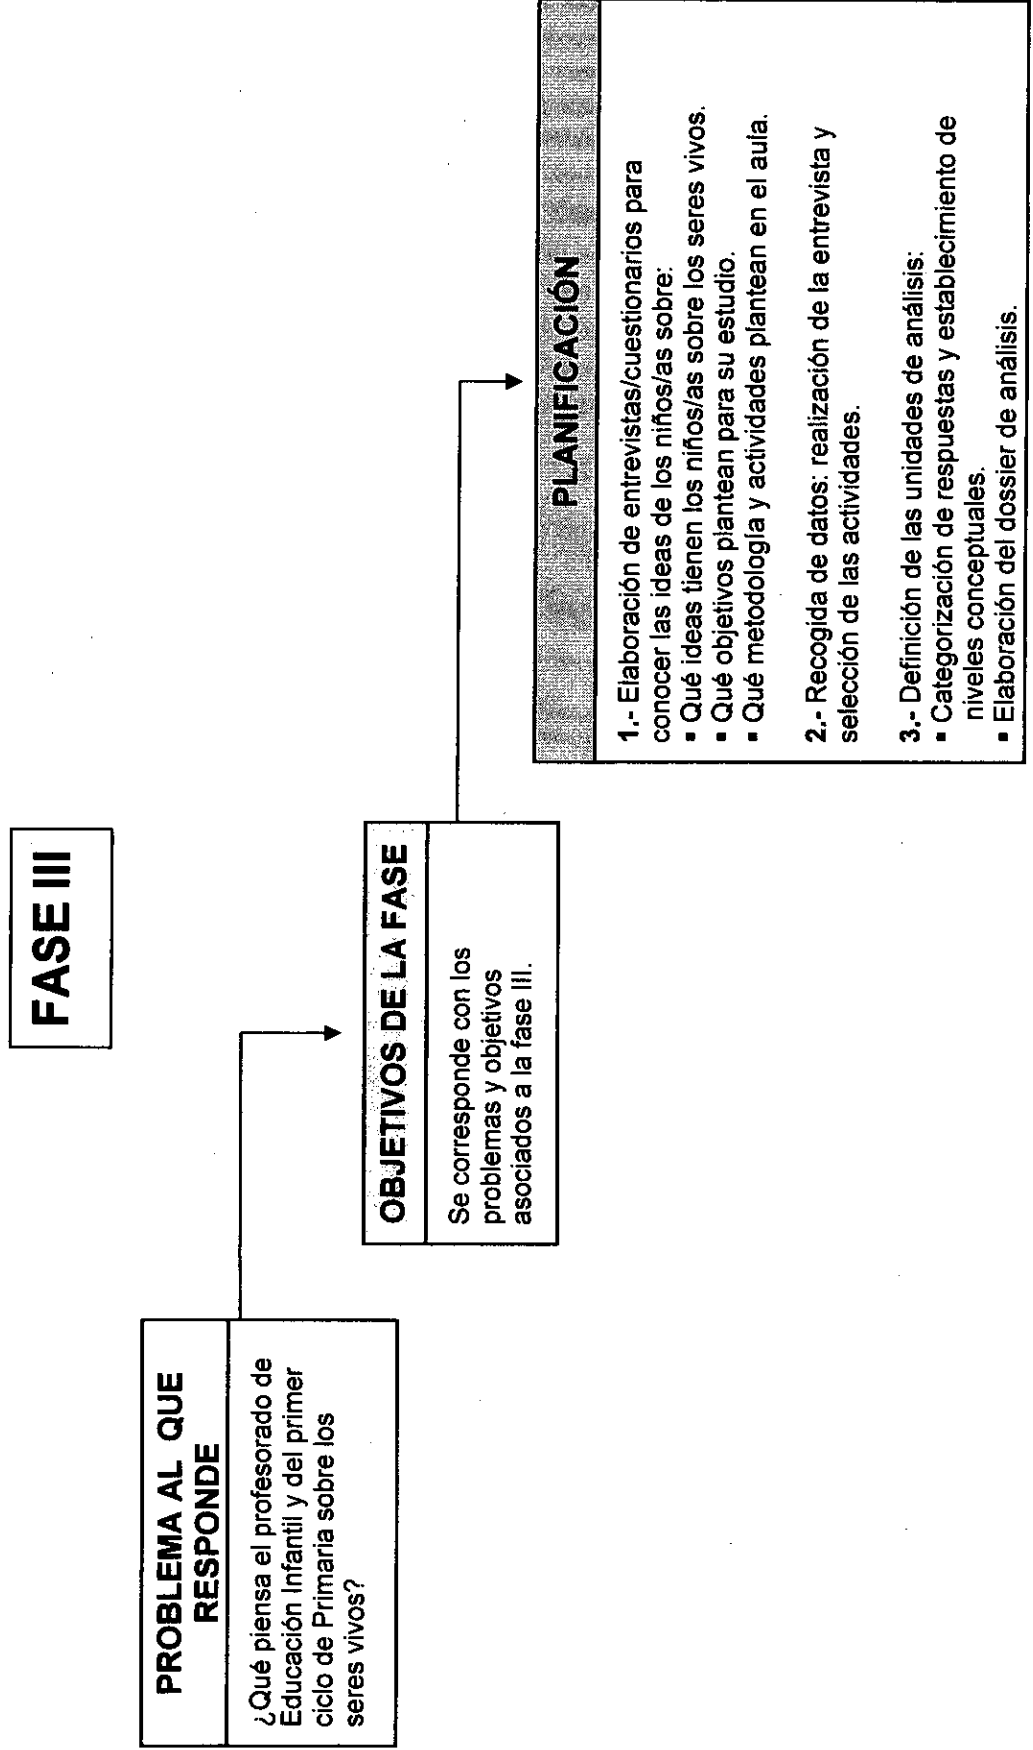 FASE III
PROBLEMA AL QUE
RESPONDE
¿Qué piensa el profesorado de
Educación Infantil y del primer
ciclo de Primaria sobre los
seres vivos?
OBJETIVOS DE LA FASE
Se corresponde con los
problemas y objetivos
asociados a la fase III.
PLANIFICACIÓN
1.- Elaboración de entrevistas/cuestionarios para
conocer las ideas de los niños/as sobre:
▪ Qué ideas tienen los niños/as sobre los seres vivos.
▪ Qué objetivos plantean para su estudio.
▪ Qué metodología y actividades plantean en el aula.
2.- Recogida de datos: realización de la entrevista y
selección de las actividades.
3.- Definición de las unidades de análisis:
▪ Categorización de respuestas y establecimiento de
niveles conceptuales.
▪ Elaboración del dossier de análisis.